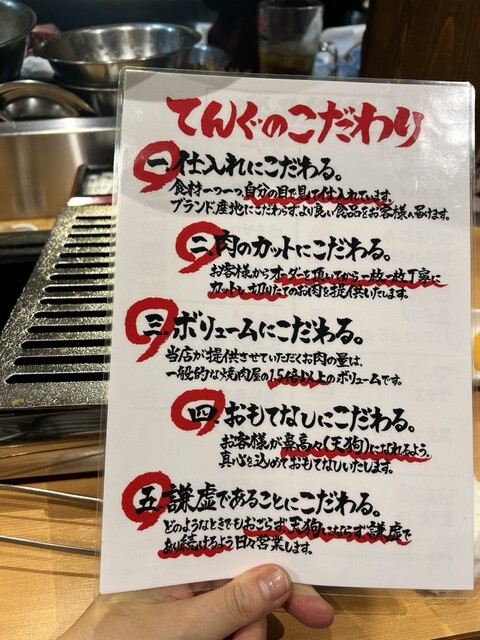 てんぐのこだわり
一.仕入れにこだわる。
食材一つ一つ、自分の目で見て仕入れています。
ブランド、産地にこだわらず、より良い食品をお客様へ届けます。
二.肉のカットにこだわる。
お客様からオーダーを頂いてから一枚一枚丁寧に
カットし、切りたてのお肉を提供いたします。
三.ボリュームにこだわる。
当店が提供させていただくお肉の量は、
一般的な焼肉屋の1.5倍以上のボリュームです。
四.おもてなしにこだわる。
お客様が鼻高々(天狗)になれるよう、
真心を込めておもてなしいたします。
五.謙虚であることにこだわる。
どのようなときでもおごらず、天狗にならず、謙虚で
あり続けるよう日々営業します。